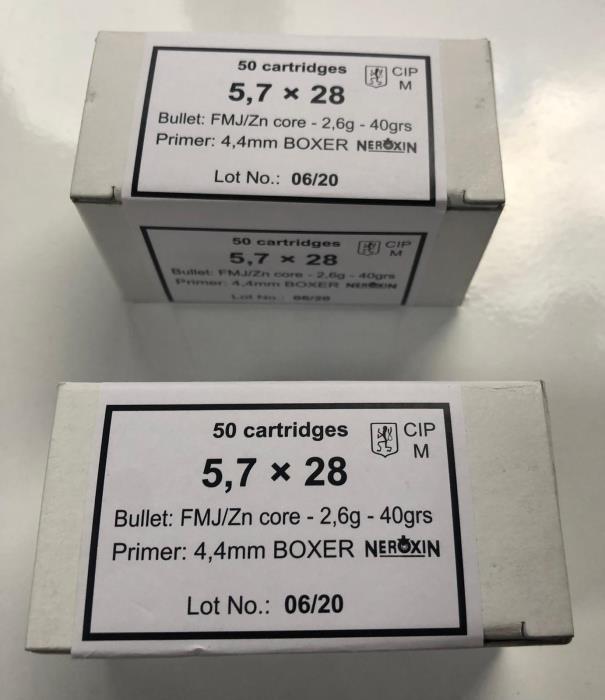 50 cartridges CIP
5,7 × 28 M
Bullet: FMJ/Zn core - 2,6g - 40grs
Primer: 4,4mm BOXER NEROXIN
Lot No.: 06/20
50 cartridges CIP
5,7 × 28 M
Bullet: FMJ/Zn core - 2,6g - 40grs
Primer: 4,4mm BOXER NEROXIN
Lot No.: 06/20
50 cartridges CIP
5,7 × 28 M
Bullet: FMJ/Zn core - 2,6g - 40grs
Primer: 4,4mm BOXER NEROXIN
Lot No.: 06/20